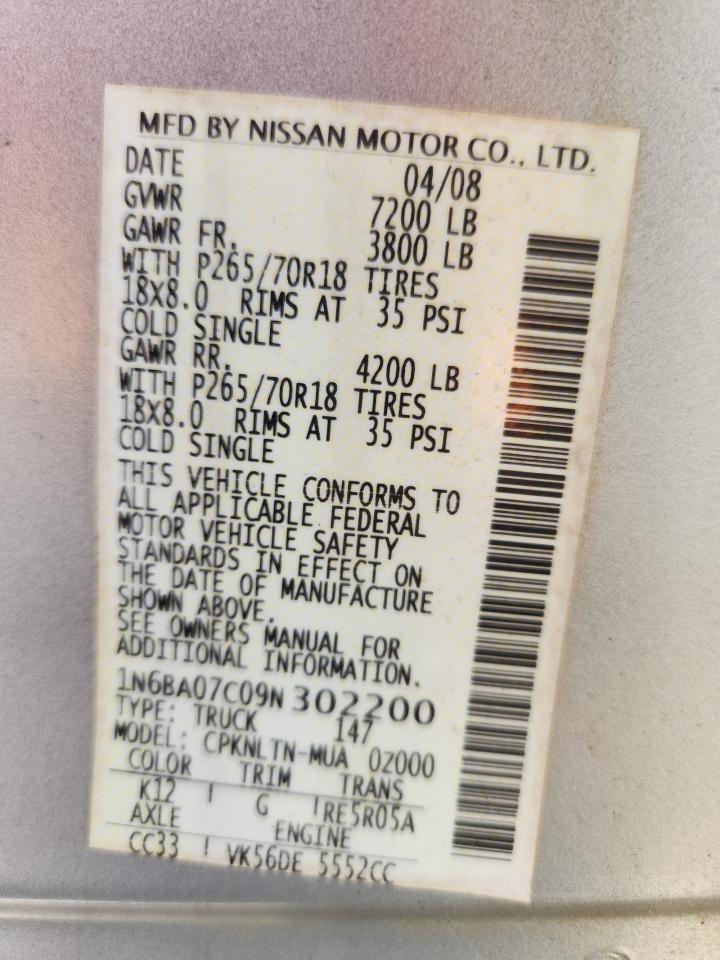 MFD BY NISSAN MOTOR CO., LTD.
DATE 04/08
GVWR 7200 LB
GAWR FR. 3800 LB
WITH P265/70R18 TIRES
18X8.0 RIMS AT 35 PSI
COLD SINGLE
GAWR RR. 4200 LB
WITH P265/70R18 TIRES
18X8.0 RIMS AT 35 PSI
COLD SINGLE
THIS VEHICLE CONFORMS TO
ALL APPLICABLE FEDERAL
MOTOR VEHICLE SAFETY
STANDARDS IN EFFECT ON
THE DATE OF MANUFACTURE
SHOWN ABOVE.
SEE OWNERS MANUAL FOR
ADDITIONAL INFORMATION.
1N6BA07C09N 302200
TYPE: TRUCK 147
MODEL: CPKNLTN-MUA 0Z000
COLOR TRIM TRANS
K12 | G | RE5R05A
AXLE ENGINE
CC33 | VK56DE 5552CC